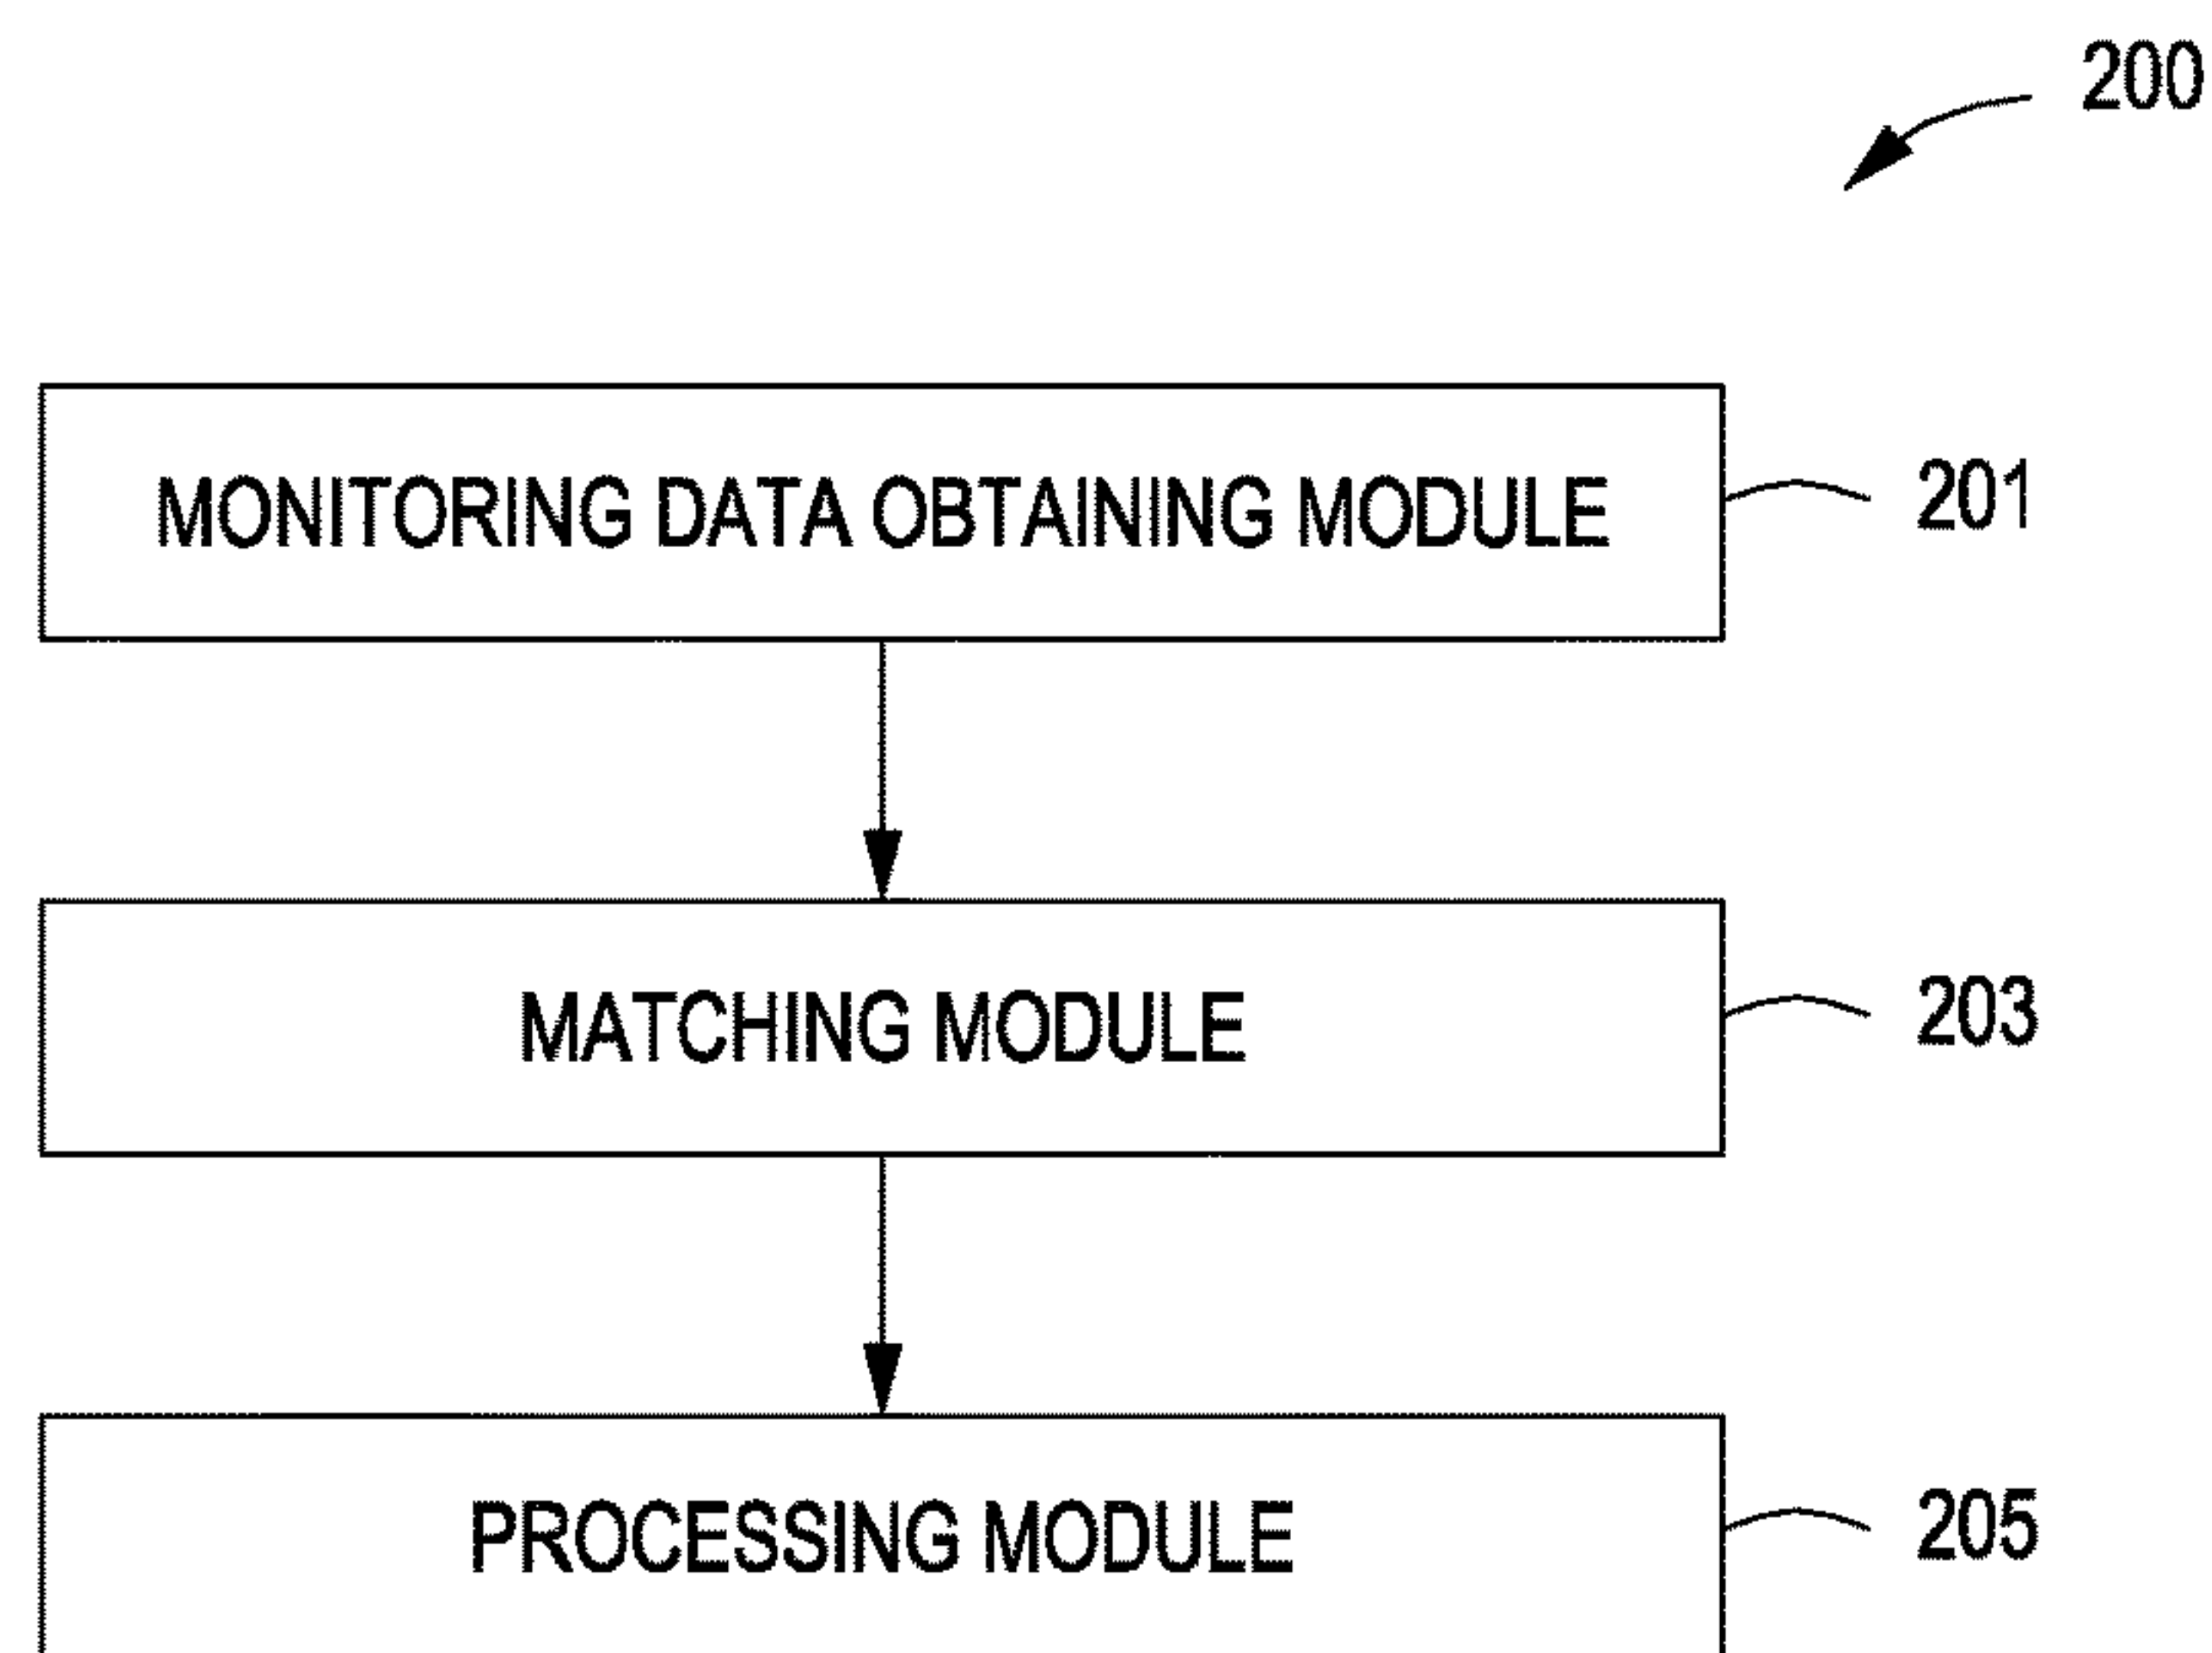 200
MONITORING DATA OBTAINING MODULE 201
MATCHING MODULE 203
PROCESSING MODULE 205